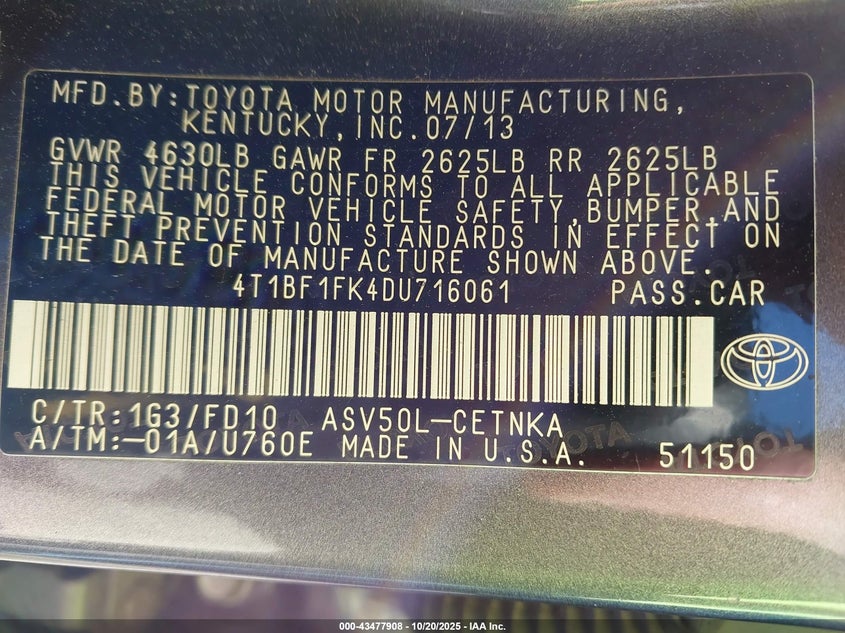 MFD.BY:TOYOTA MOTOR MANUFACTURING,
KENTUCKY,INC.07/13
GVWR 4630LB GAWR FR 2625LB RR 2625LB
THIS VEHICLE CONFORMS TO ALL APPLICABLE
FEDERAL MOTOR VEHICLE SAFETY,BUMPER,AND
THEFT PREVENTION STANDARDS IN EFFECT ON
THE DATE OF MANUFACTURE SHOWN ABOVE.
4T1BF1FK4DU716061 PASS.CAR
C/TR:1G3/FD10 ASV50L-CETNKA
A/TM:-01A/U760E MADE IN U.S.A. 51150
000-43477908 - 10/20/2025 - IAA Inc.